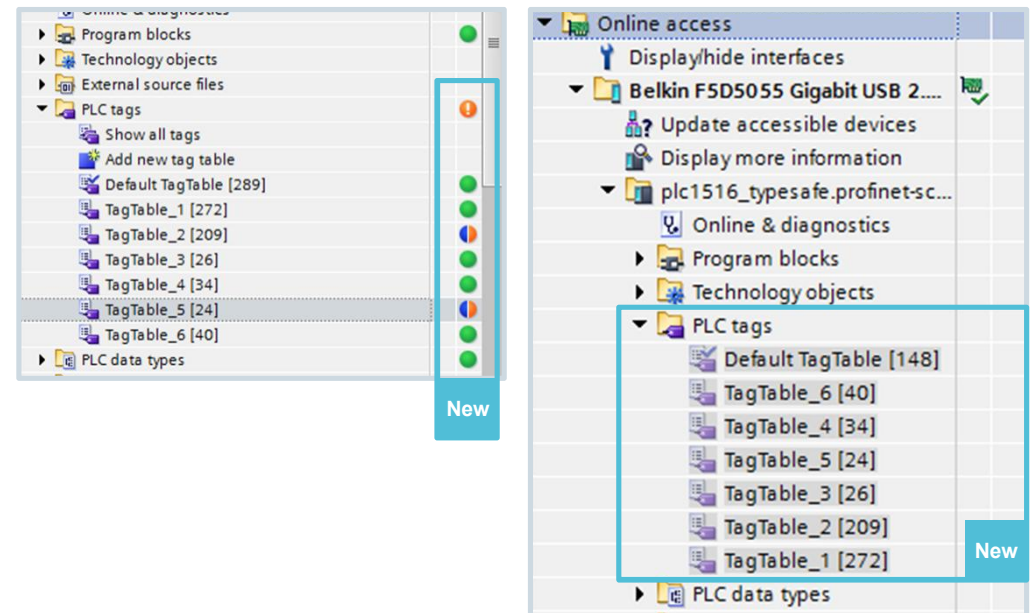 Online & diagnostics
Program blocks
Technology objects
External source files
PLC tags
Show all tags
Add new tag table
Default TagTable [289]
TagTable_1 [272]
TagTable_2 [209]
TagTable_3 [26]
TagTable_4 [34]
TagTable_5 [24]
TagTable_6 [40]
PLC data types
New
Online access
Display/hide interfaces
Belkin F5D5055 Gigabit USB 2....
Update accessible devices
Display more information
plc1516_typesafe.profinet-sc...
Online & diagnostics
Program blocks
Technology objects
PLC tags
Default TagTable [148]
TagTable_6 [40]
TagTable_4 [34]
TagTable_5 [24]
TagTable_3 [26]
TagTable_2 [209]
TagTable_1 [272]
New
PLC data types